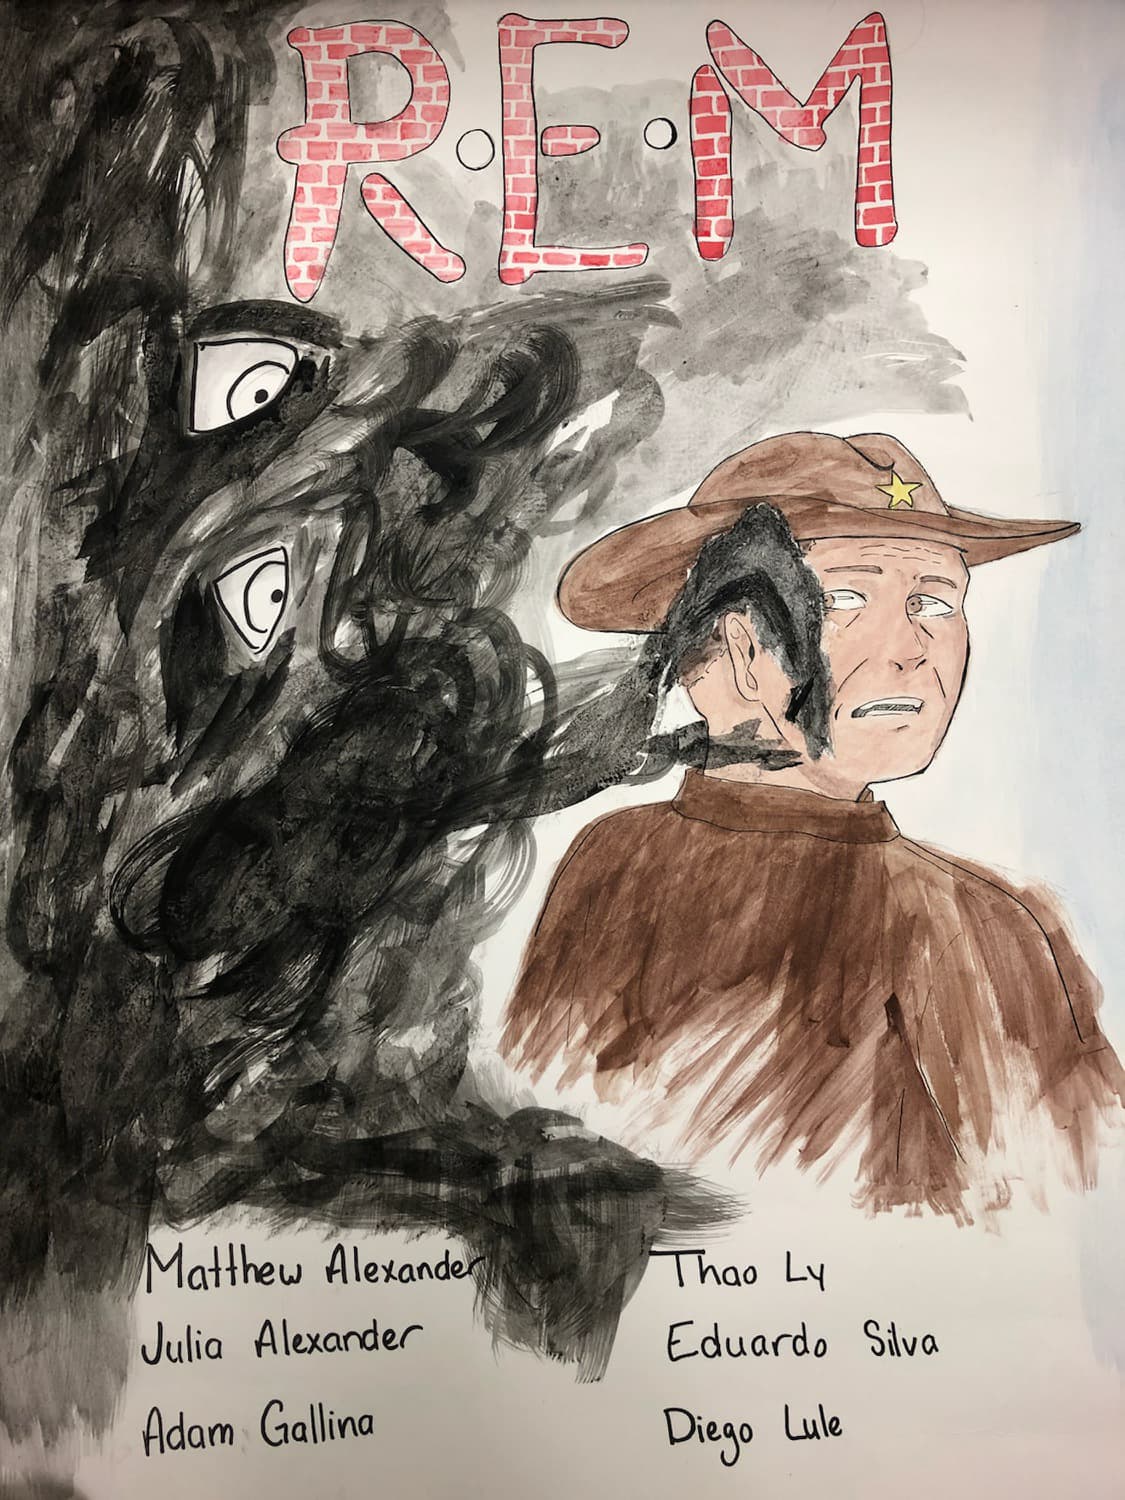 R.E.M
Matthew Alexander
Julia Alexander
Adam Gallina
Thao Ly
Eduardo Silva
Diego Lule